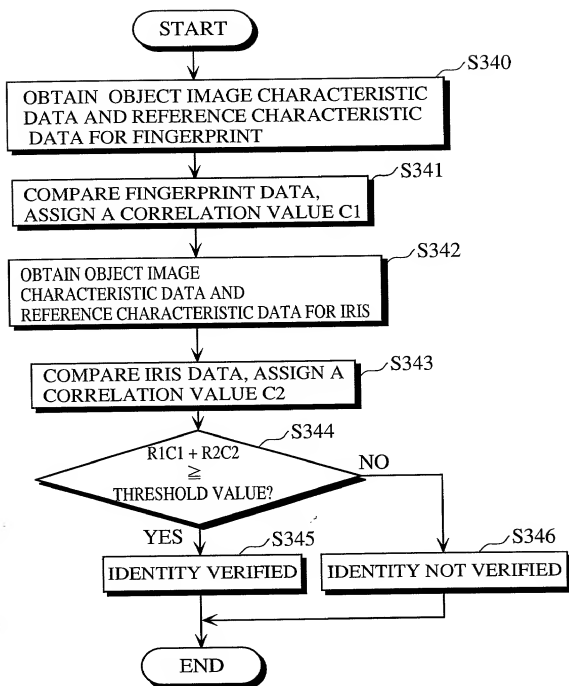 START
S340
OBTAIN OBJECT IMAGE CHARACTERISTIC
DATA AND REFERENCE CHARACTERISTIC
DATA FOR FINGERPRINT
S341
COMPARE FINGERPRINT DATA,
ASSIGN A CORRELATION VALUE C1
S342
OBTAIN OBJECT IMAGE
CHARACTERISTIC DATA AND
REFERENCE CHARACTERISTIC DATA FOR IRIS
S343
COMPARE IRIS DATA, ASSIGN A
CORRELATION VALUE C2
S344
R1C1 + R2C2
≧
THRESHOLD VALUE?
NO
YES
S345
S346
IDENTITY VERIFIED
IDENTITY NOT VERIFIED
END